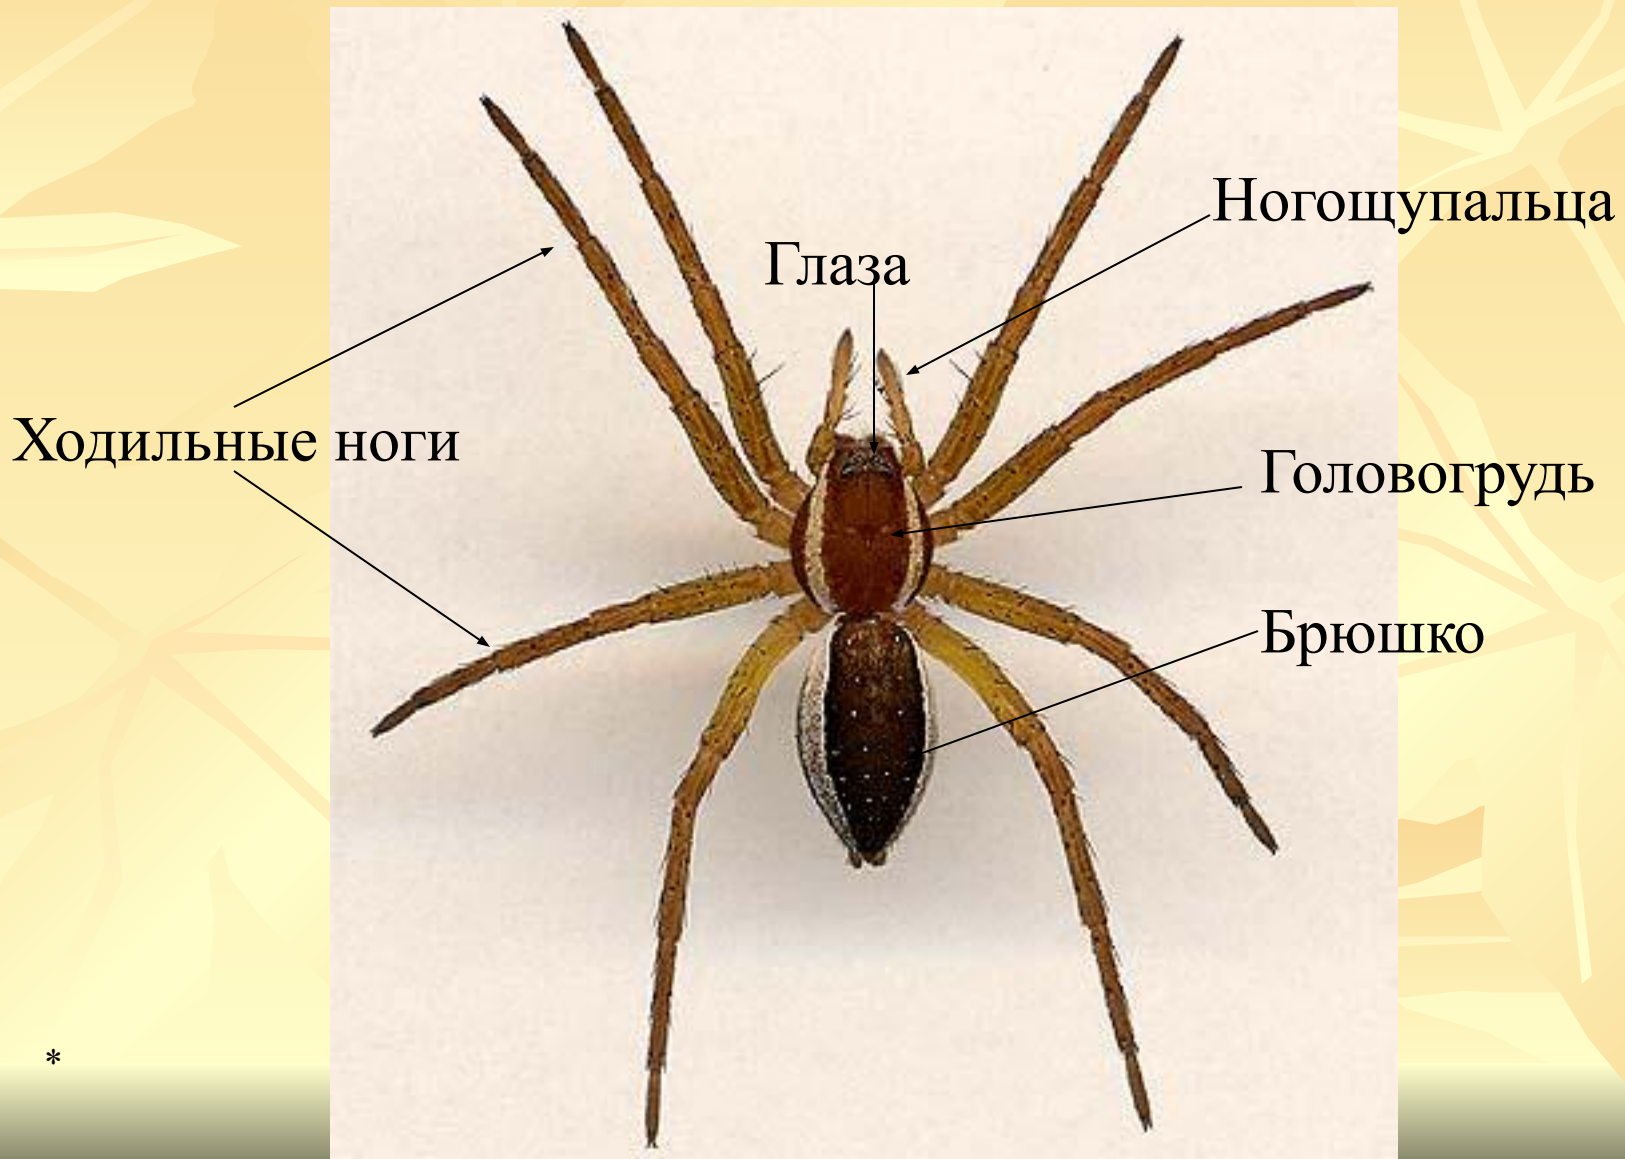 Ногощупальца
Глаза
Ходильные ноги
Головогрудь
Брюшко
*